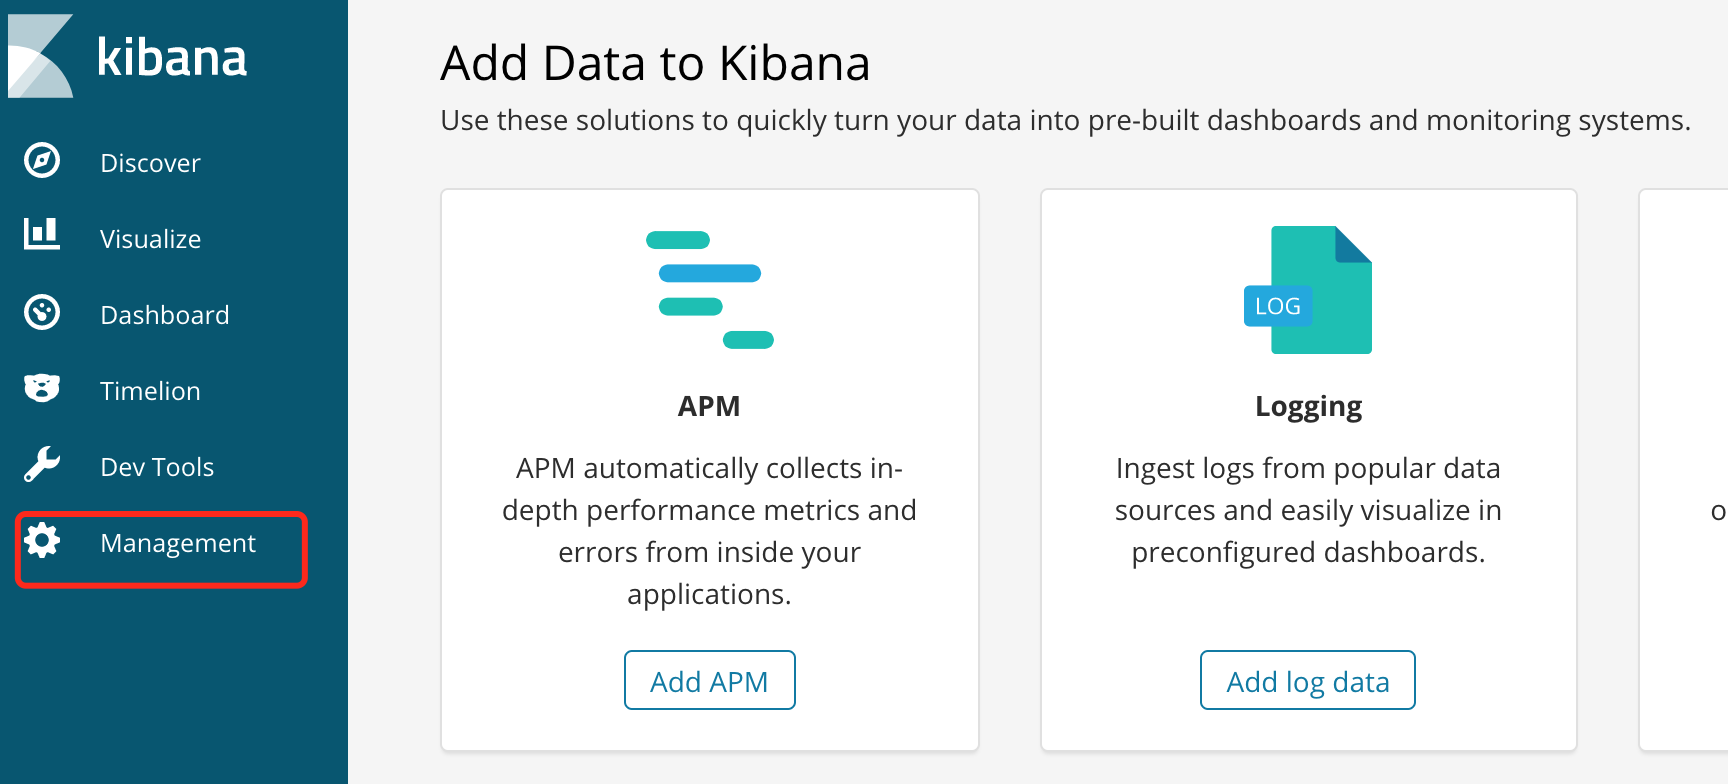 kibana
Discover
Visualize
Dashboard
Timelion
Dev Tools
Management
Add Data to Kibana
Use these solutions to quickly turn your data into pre-built dashboards and monitoring systems.
APM
APM automatically collects in-
depth performance metrics and
errors from inside your
applications.
Add APM
LOG
Logging
Ingest logs from popular data
sources and easily visualize in
preconfigured dashboards.
Add log data